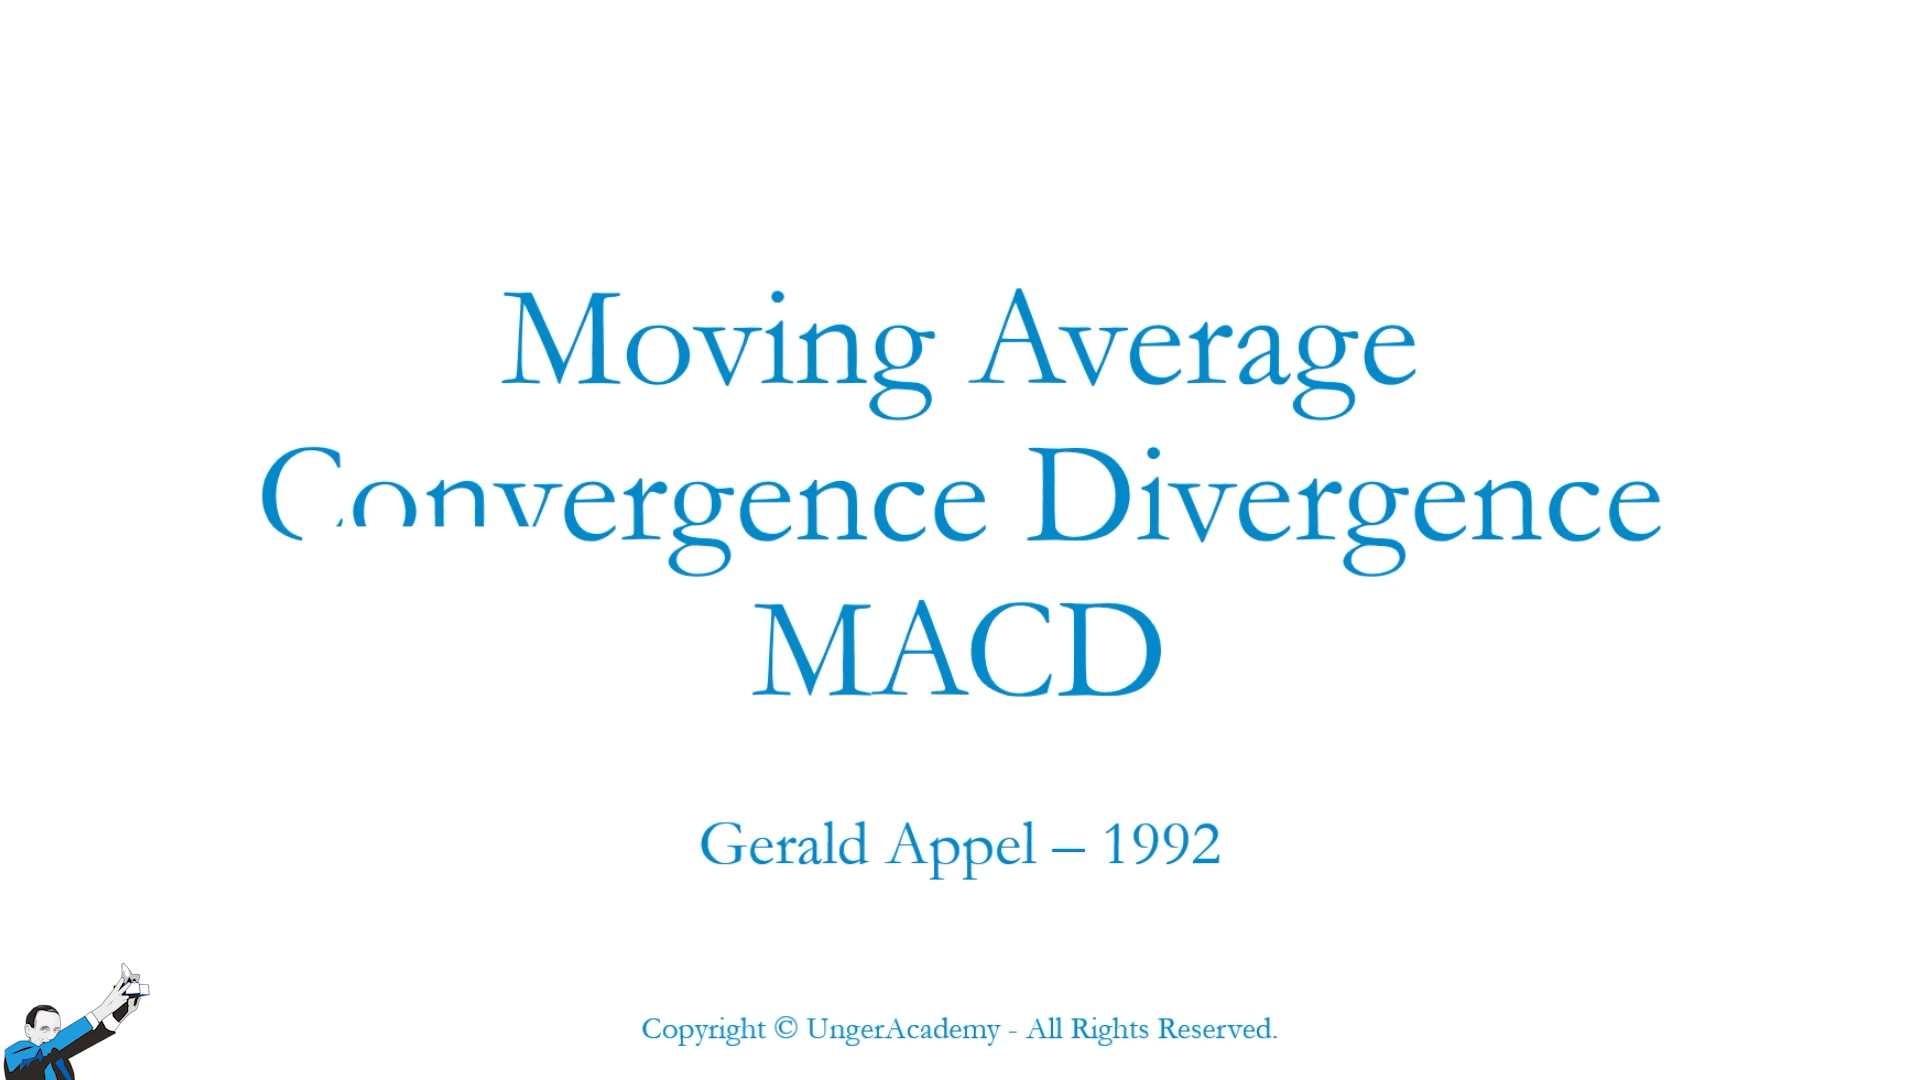 Moving Average
Convergence Divergence
MACD
Gerald Appel – 1992
Copyright © UngerAcademy - All Rights Reserved.